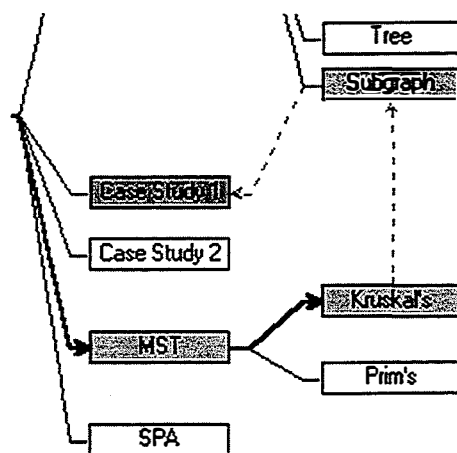 Tree
Subgraph
Case Study 1
Case Study 2
Kruskal's
MST
Prim's
SPA